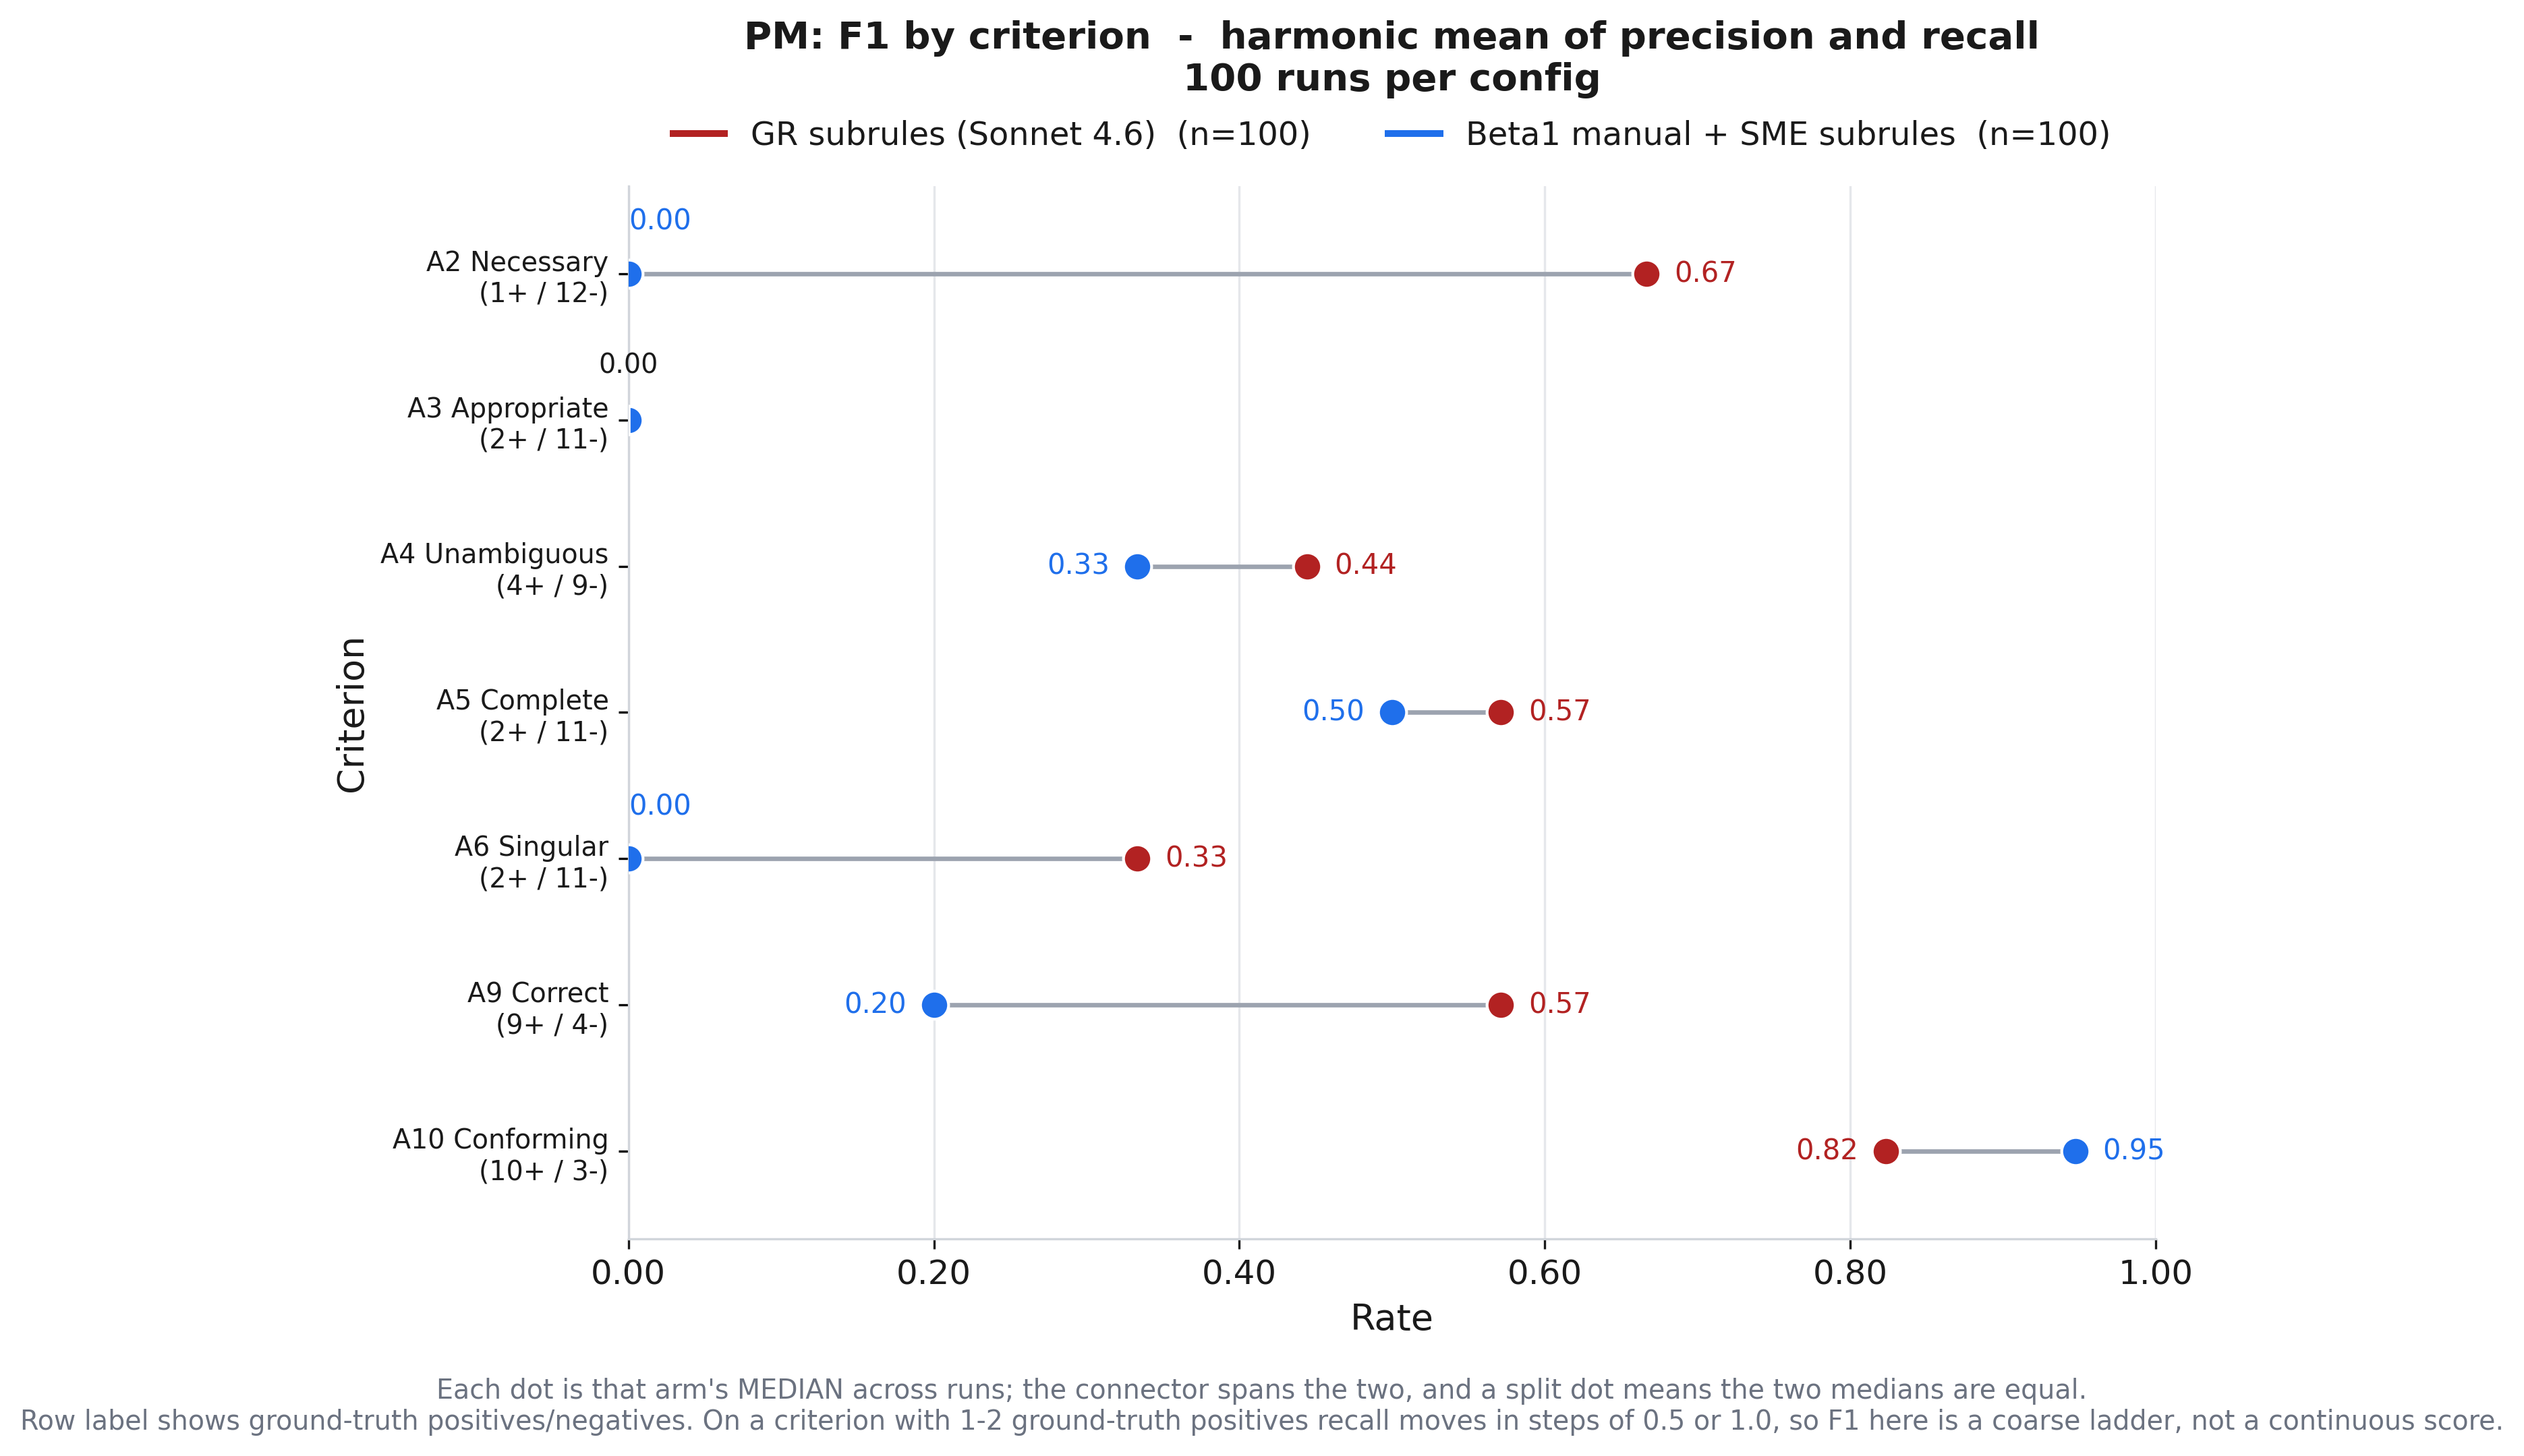 PM: F1 by criterion  -  harmonic mean of precision and recall
100 runs per config
GR subrules (Sonnet 4.6)  (n=100)
Beta1 manual + SME subrules  (n=100)
0.00
A2 Necessary
(1+ / 12-)
0.67
0.00
A3 Appropriate
(2+ / 11-)
A4 Unambiguous
(4+ / 9-)
0.33
0.44
A5 Complete
(2+ / 11-)
0.50
0.57
Criterion
0.00
A6 Singular
(2+ / 11-)
0.33
A9 Correct
(9+ / 4-)
0.20
0.57
A10 Conforming
(10+ / 3-)
0.82
0.95
0.00
0.20
0.40
0.60
0.80
1.00
Rate
Each dot is that arm's MEDIAN across runs; the connector spans the two, and a split dot means the two medians are equal.
Row label shows ground-truth positives/negatives. On a criterion with 1-2 ground-truth positives recall moves in steps of 0.5 or 1.0, so F1 here is a coarse ladder, not a continuous score.